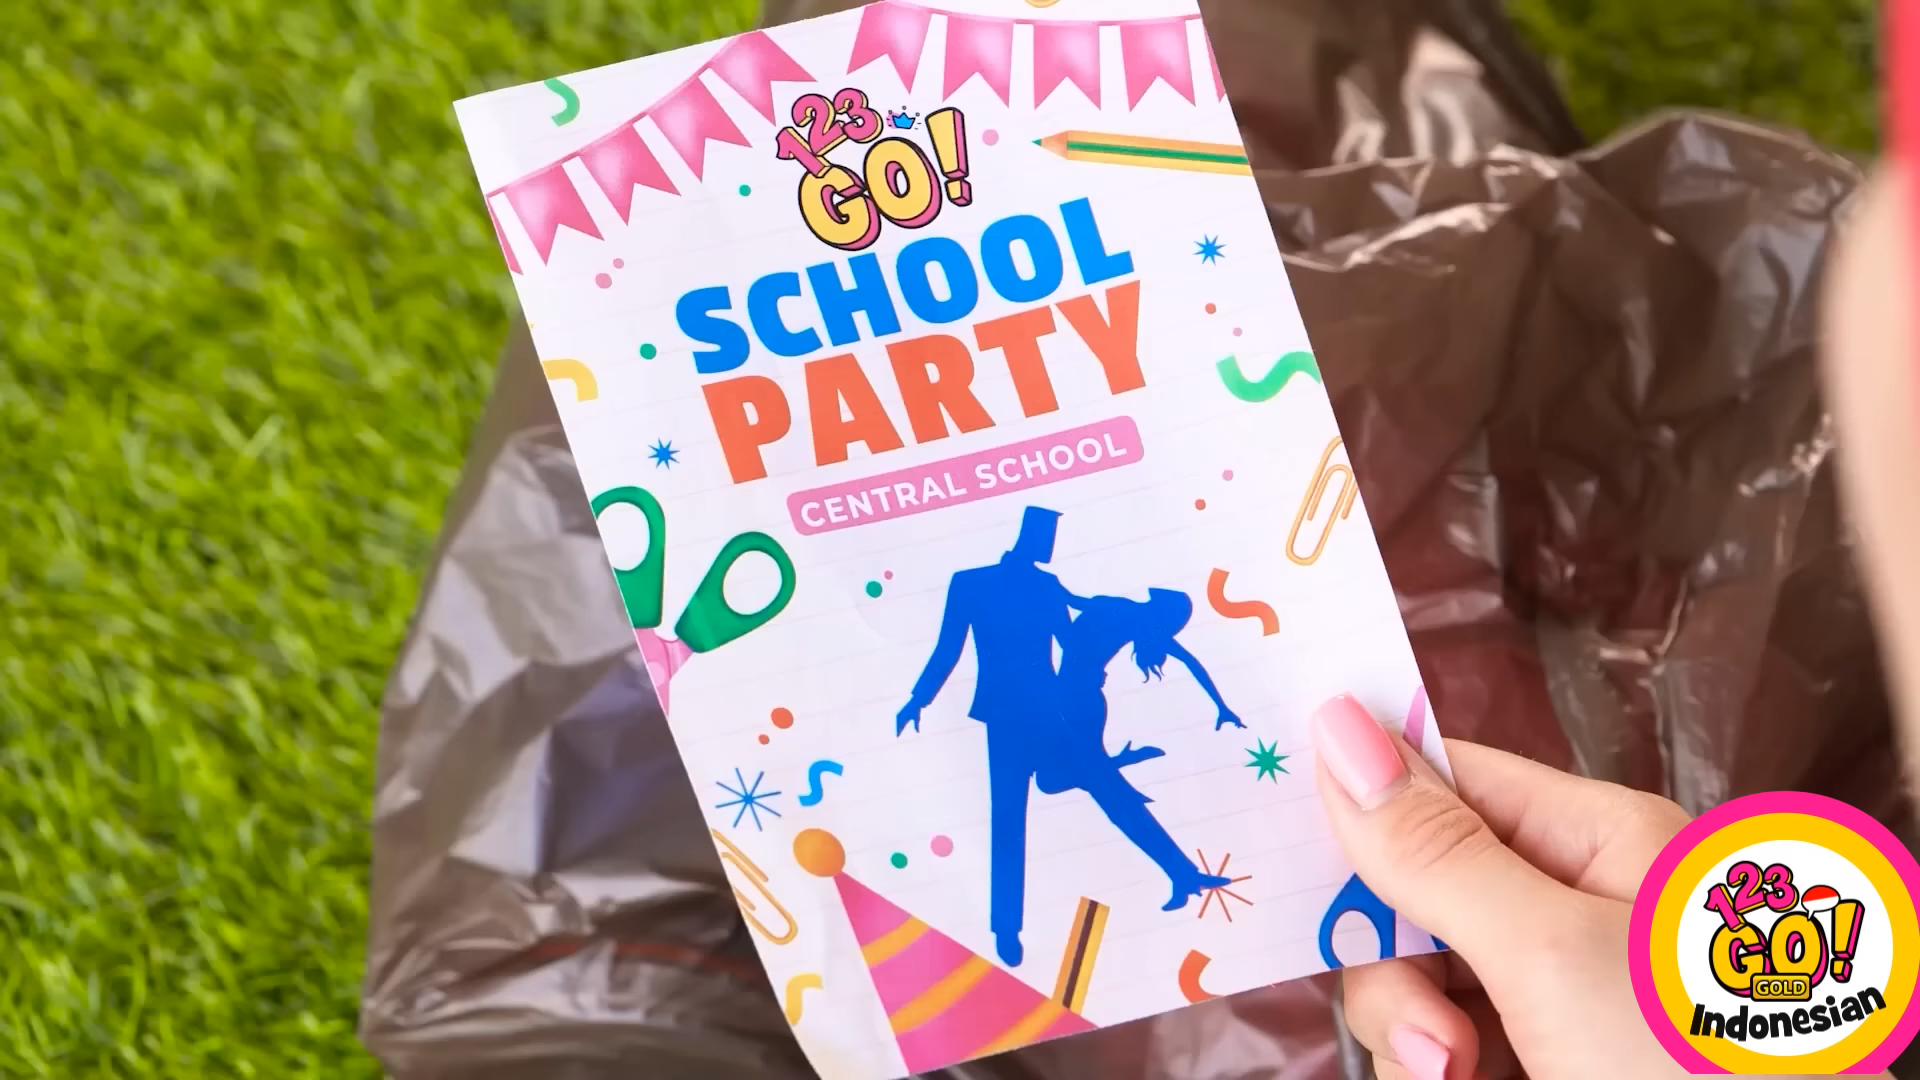 123
GO!
SCHOOL
PARTY
CENTRAL SCHOOL
123
GO!
GOLD
Indonesian